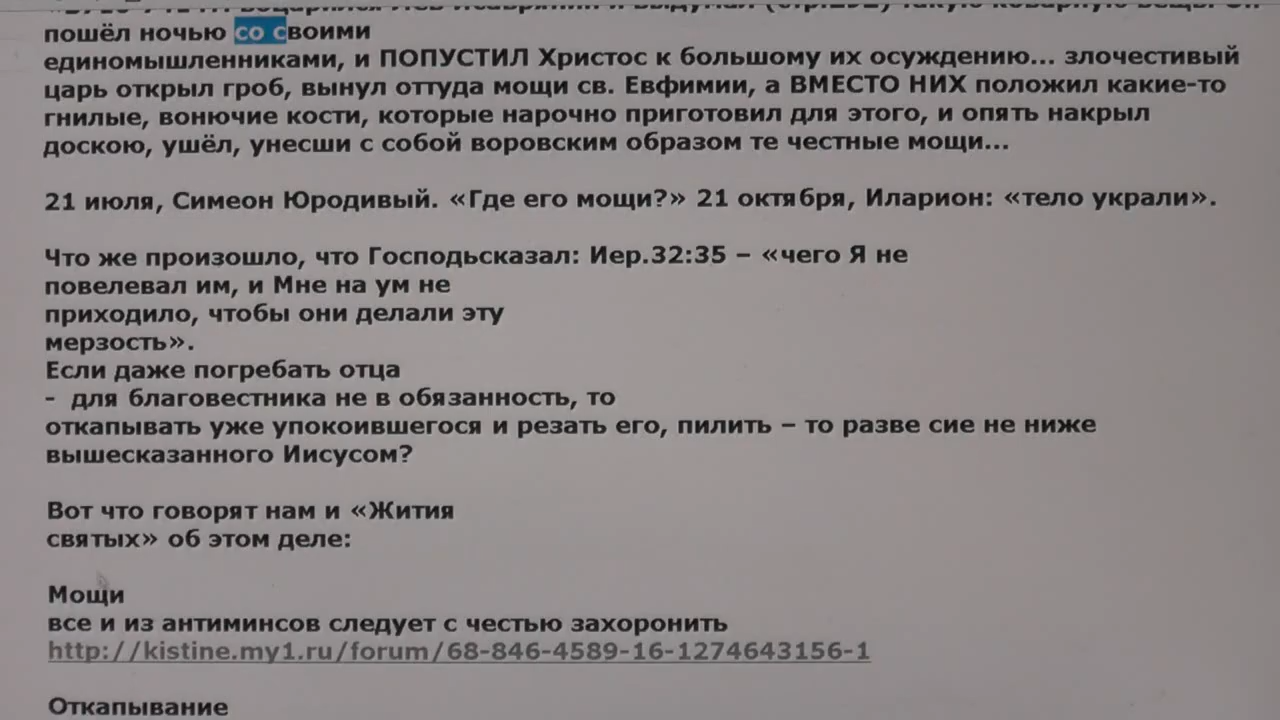 пошёл ночью со своими
единомышленниками, и ПОПУСТИЛ Христос к большому их осуждению... злочестивый
царь открыл гроб, вынул оттуда мощи св. Евфимии, а ВМЕСТО НИХ положил какие-то
гнилые, вонючие кости, которые нарочно приготовил для этого, и опять накрыл
доскою, ушёл, унесши с собой воровским образом те честные мощи...
21 июля, Симеон Юродивый. «Где его мощи?» 21 октября, Иларион: «тело украли».
Что же произошло, что Господьсказал: Иер.32:35 – «чего Я не
повелевал им, и Мне на ум не
приходило, чтобы они делали эту
мерзость».
Если даже погребать отца
- для благовестника не в обязанность, то
откапывать уже упокоившегося и резать его, пилить – то разве сие не ниже
вышесказанного Иисусом?
Вот что говорят нам и «Жития
святых» об этом деле:
Мощи
все и из антиминсов следует с честью захоронить
http://kistine.my1.ru/forum/68-846-4589-16-1274643156-1
Откапывание